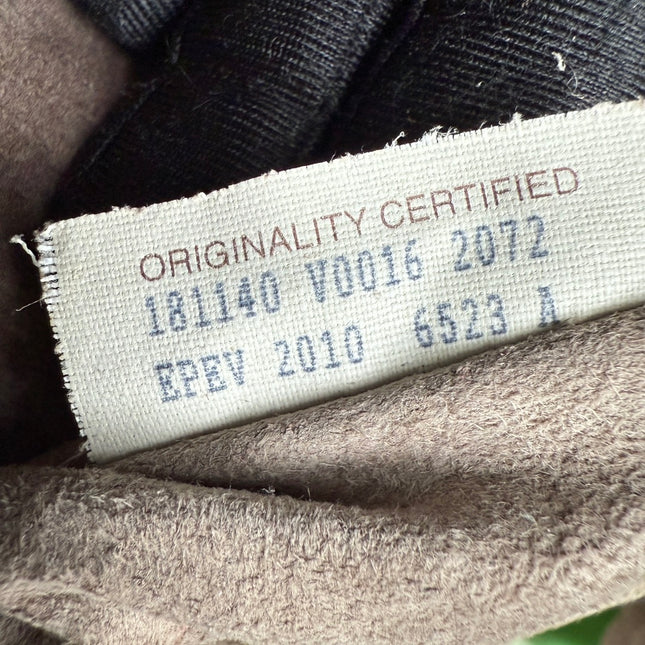 ORIGINALITY CERTIFIED
181140 V0016 2072
EPEV 2010 6523 A